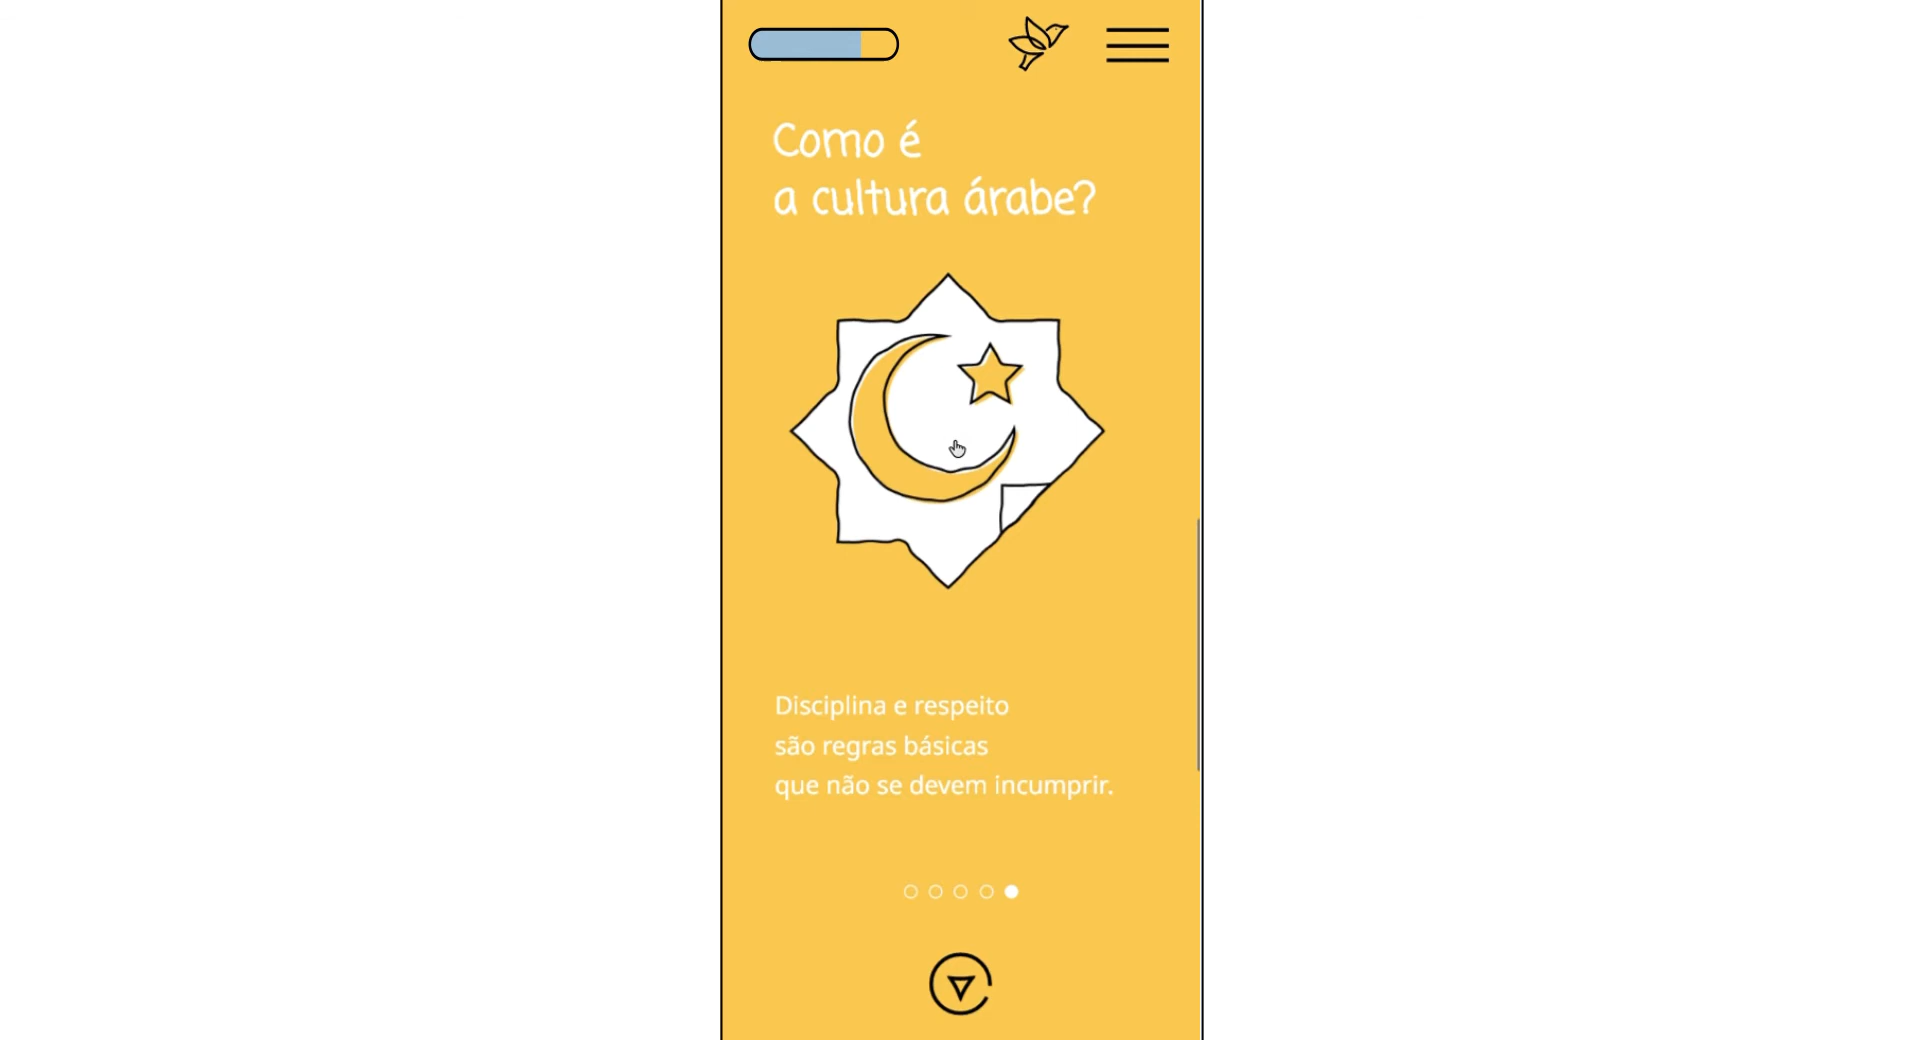 Como é
a cultura árabe?
Disciplina e respeito
são regras básicas
que não se devem incumprir.